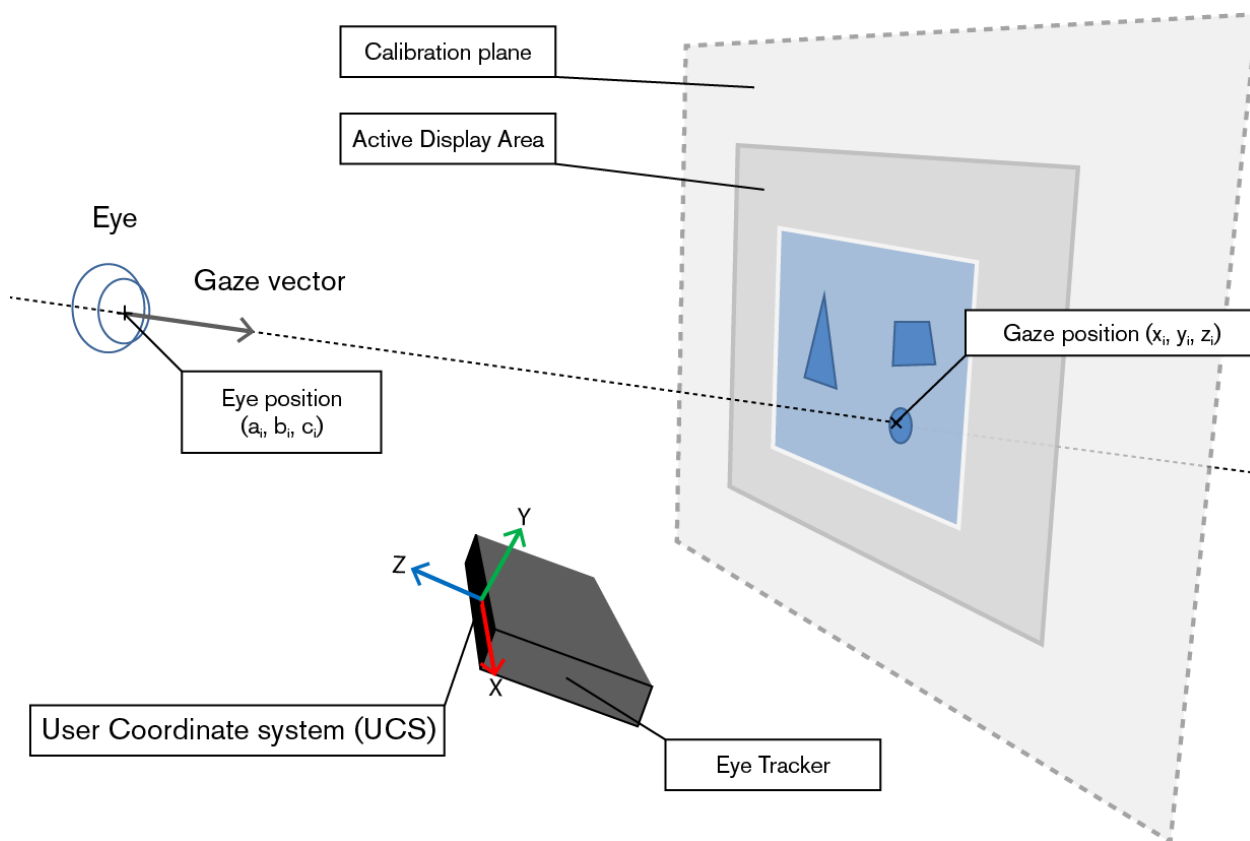 Calibration plane
Active Display Area
Eye
Gaze vector
Gaze position (xᵢ, yᵢ, zᵢ)
Eye position
(aᵢ, bᵢ, cᵢ)
Y
Z
X
User Coordinate system (UCS)
Eye Tracker